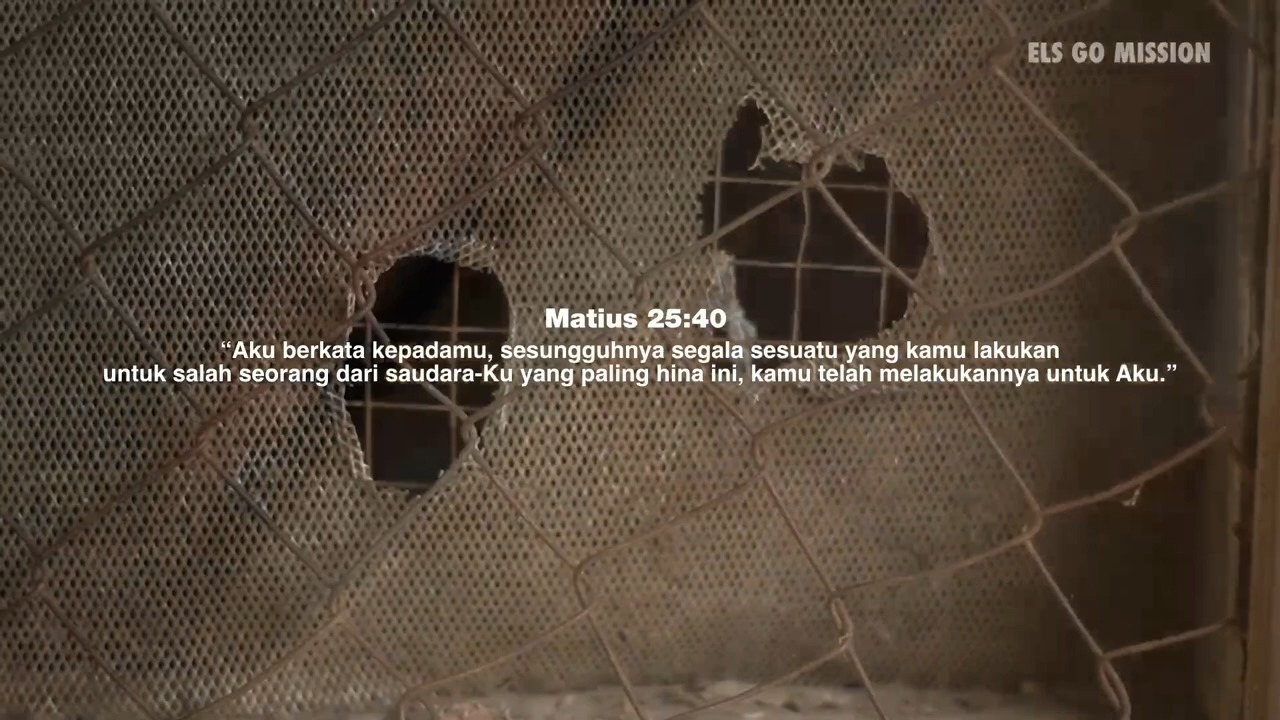 ELS GO MISSION
Matius 25:40
“Aku berkata kepadamu, sesungguhnya segala sesuatu yang kamu lakukan
untuk salah seorang dari saudara-Ku yang paling hina ini, kamu telah melakukannya untuk Aku.”